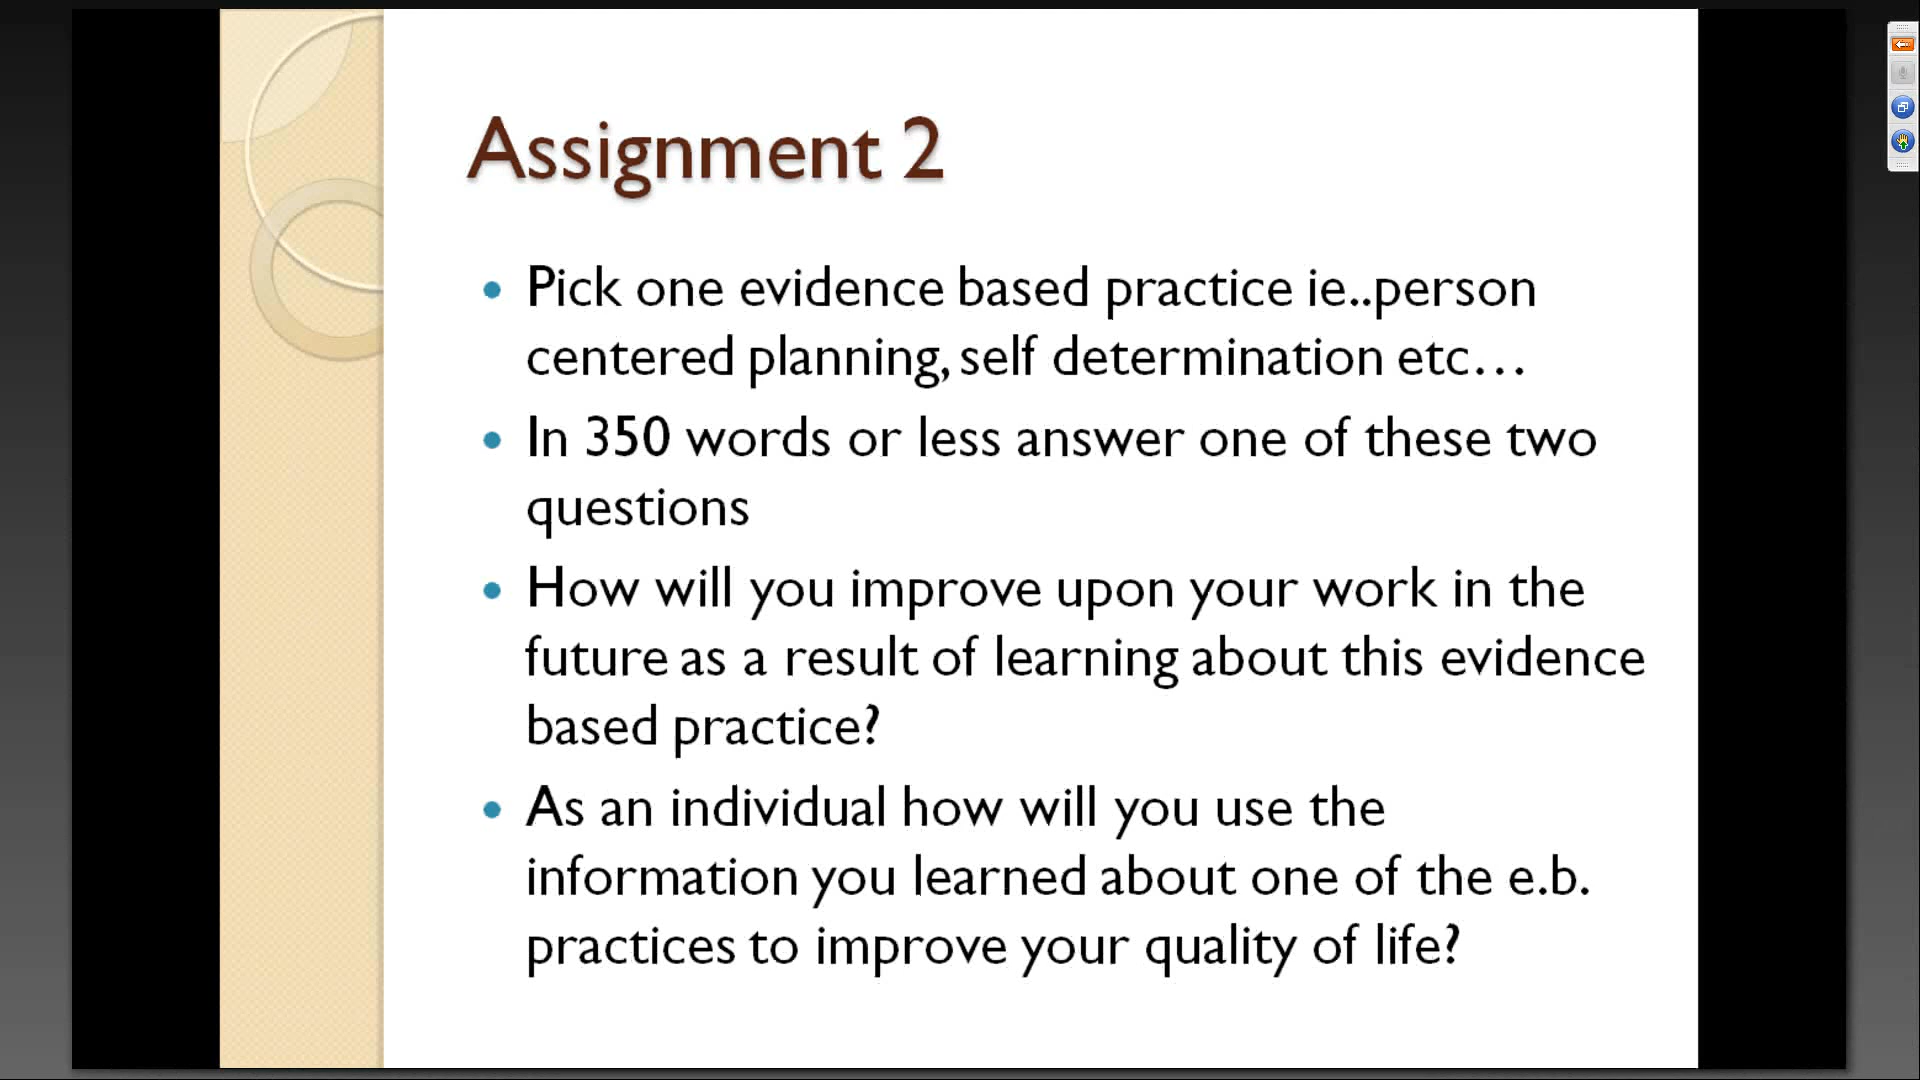 Assignment 2
• Pick one evidence based practice ie..person
centered planning, self determination etc…
• In 350 words or less answer one of these two
questions
• How will you improve upon your work in the
future as a result of learning about this evidence
based practice?
• As an individual how will you use the
information you learned about one of the e.b.
practices to improve your quality of life?